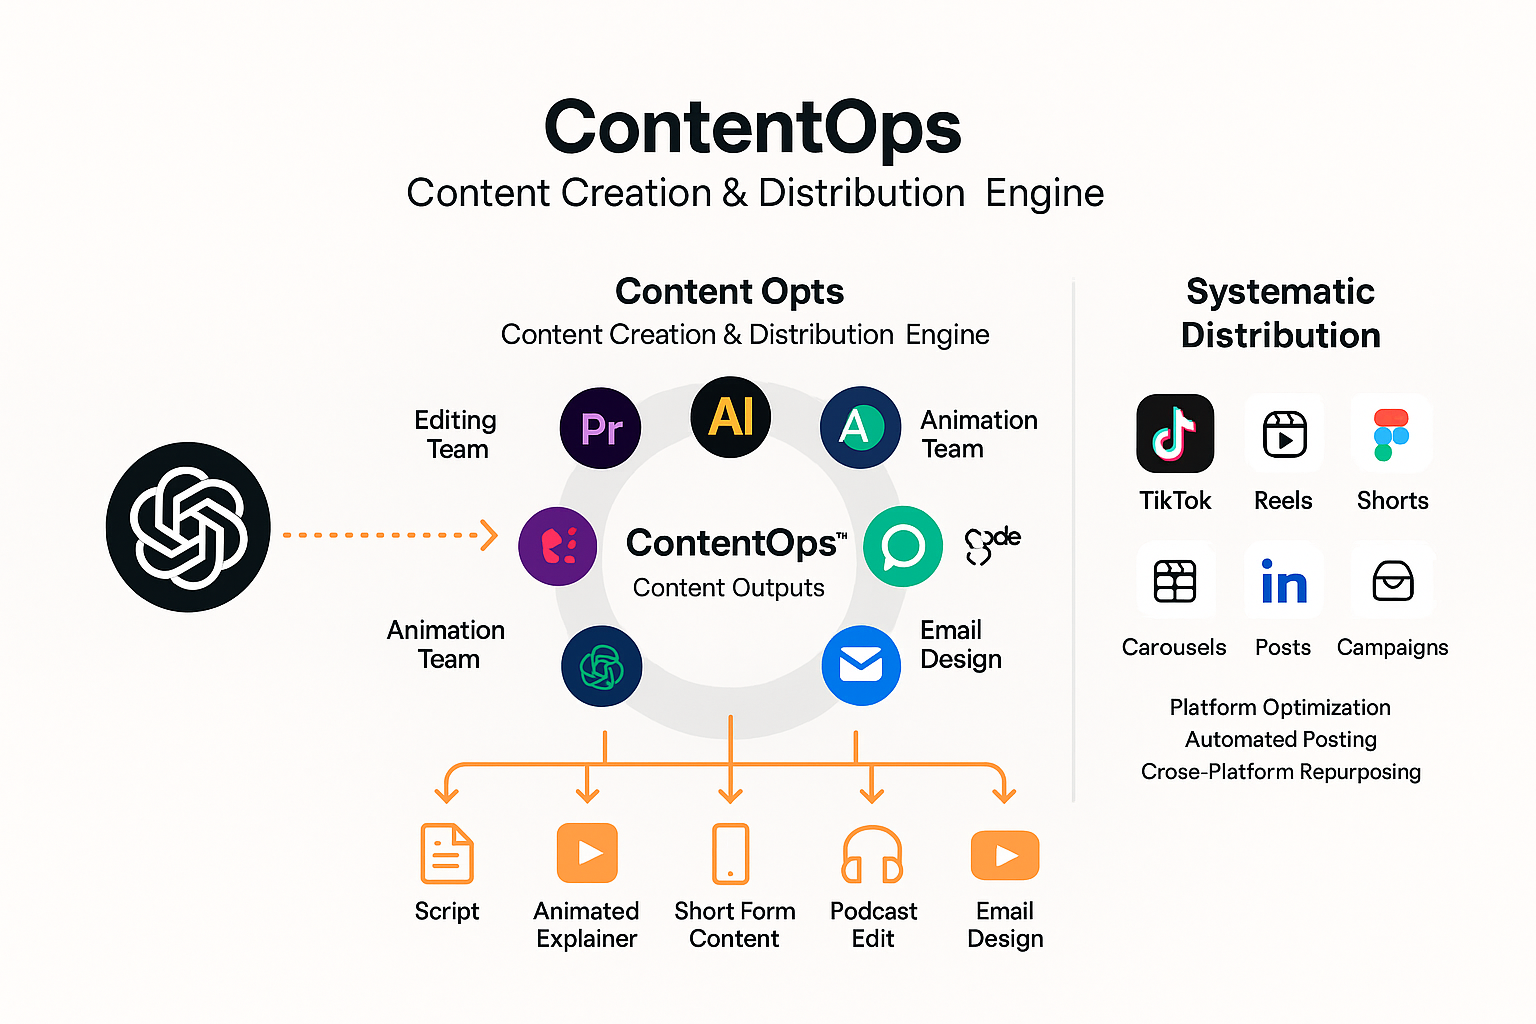 ContentOps
Content Creation & Distribution Engine
Content Opts
Content Creation & Distribution Engine
Editing
Team
Pr
AI
A
Animation
Team
ContentOps™
Content Outputs
Animation
Team
Email
Design
Script
Animated
Explainer
Short Form
Content
Podcast
Edit
Email
Design
Systematic
Distribution
TikTok
Reels
Shorts
in
Carousels
Posts
Campaigns
Platform Optimization
Automated Posting
Crose-Platform Repurposing